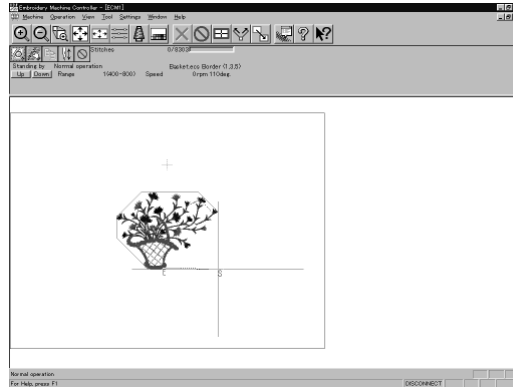 Embroidery Machine Controller - [ECM1]
Machine Operation View Tool Settings Window Help
Stitches 0/8303
Standing by Normal operation Basket.ecs Border (1,3,5)
Up Down Range 1(400-800) Speed 0rpm 110deg.
E S
Normal operation
For Help, press F1 DISCONNECT